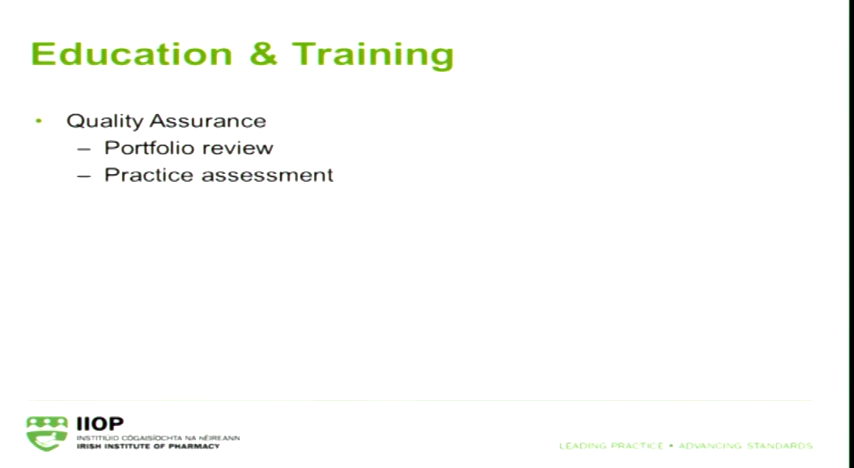 Education & Training
• Quality Assurance
– Portfolio review
– Practice assessment
IIOP
INSTITIÚID CÓGAISÍOCHTA NA HÉIREANN
IRISH INSTITUTE OF PHARMACY
LEADING PRACTICE • ADVANCING STANDARDS